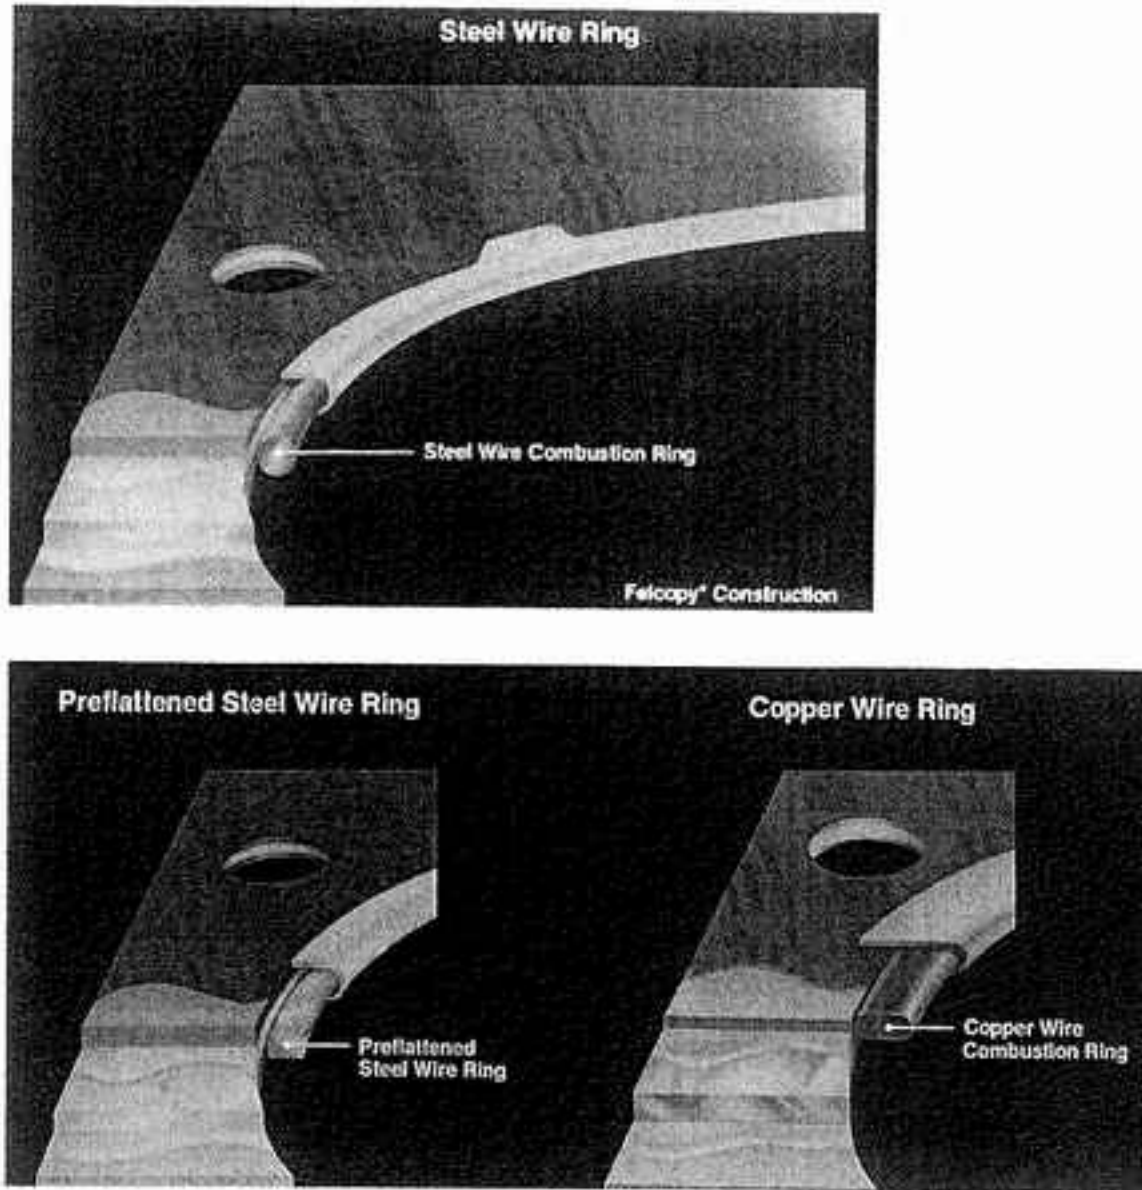 Steel Wire Ring
Steel Wire Combustion Ring
Felcopy* Construction
Preflattened Steel Wire Ring
Copper Wire Ring
Preflattened
Steel Wire Ring
Copper Wire
Combustion Ring